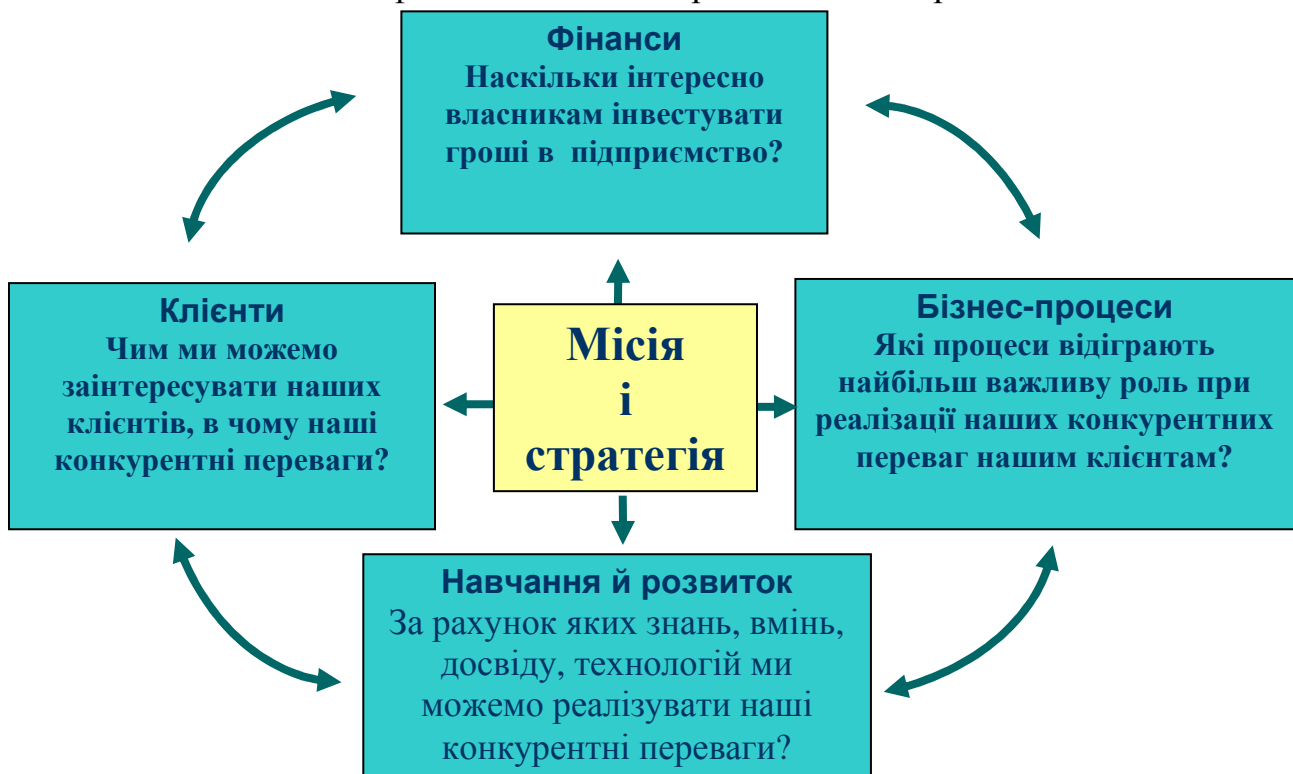 Фінанси
Наскільки інтересно
власникам інвестувати
гроші в підприємство?
Клієнти
Чим ми можемо
заінтересувати наших
клієнтів, в чому наші
конкурентні переваги?
Місія
і
стратегія
Бізнес-процеси
Які процеси відіграють
найбільш важливу роль при
реалізації наших конкурентних
переваг нашим клієнтам?
Навчання й розвиток
За рахунок яких знань, вмінь,
досвіду, технологій ми
можемо реалізувати наші
конкурентні переваги?